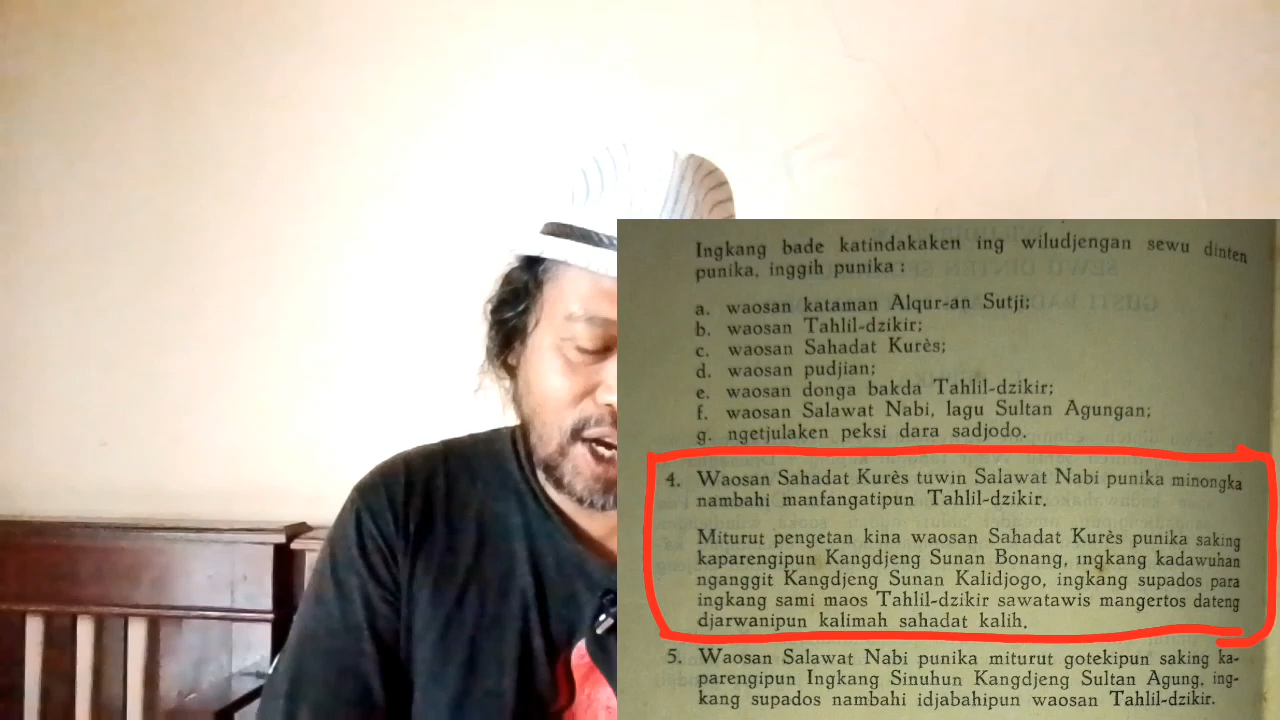 Ingkang bade katindakaken ing wiludjengan sewu dinten
punika, inggih punika :
a. waosan kataman Alqur-an Sutji;
b. waosan Tahlil-dzikir;
c. waosan Sahadat Kurès;
d. waosan pudjian;
e. waosan donga bakda Tahlil-dzikir;
f. waosan Salawat Nabi, lagu Sultan Agungan;
g. ngetjulaken peksi dara sadjodo.
4. Waosan Sahadat Kurès tuwin Salawat Nabi punika minongka
nambahi manfangatipun Tahlil-dzikir.
Miturut pengetan kina waosan Sahadat Kurès punika saking
kaparengipun Kangdjeng Sunan Bonang, ingkang kadawuhan
nganggit Kangdjeng Sunan Kalidjogo, ingkang supados para
ingkang sami maos Tahlil-dzikir sawatawis mangertos dateng
djarwanipun kalimah sahadat kalih.
5. Waosan Salawat Nabi punika miturut gotekipun saking ka-
parengipun Ingkang Sinuhun Kangdjeng Sultan Agung, ing-
kang supados nambahi idjabahipun waosan Tahlil-dzikir.